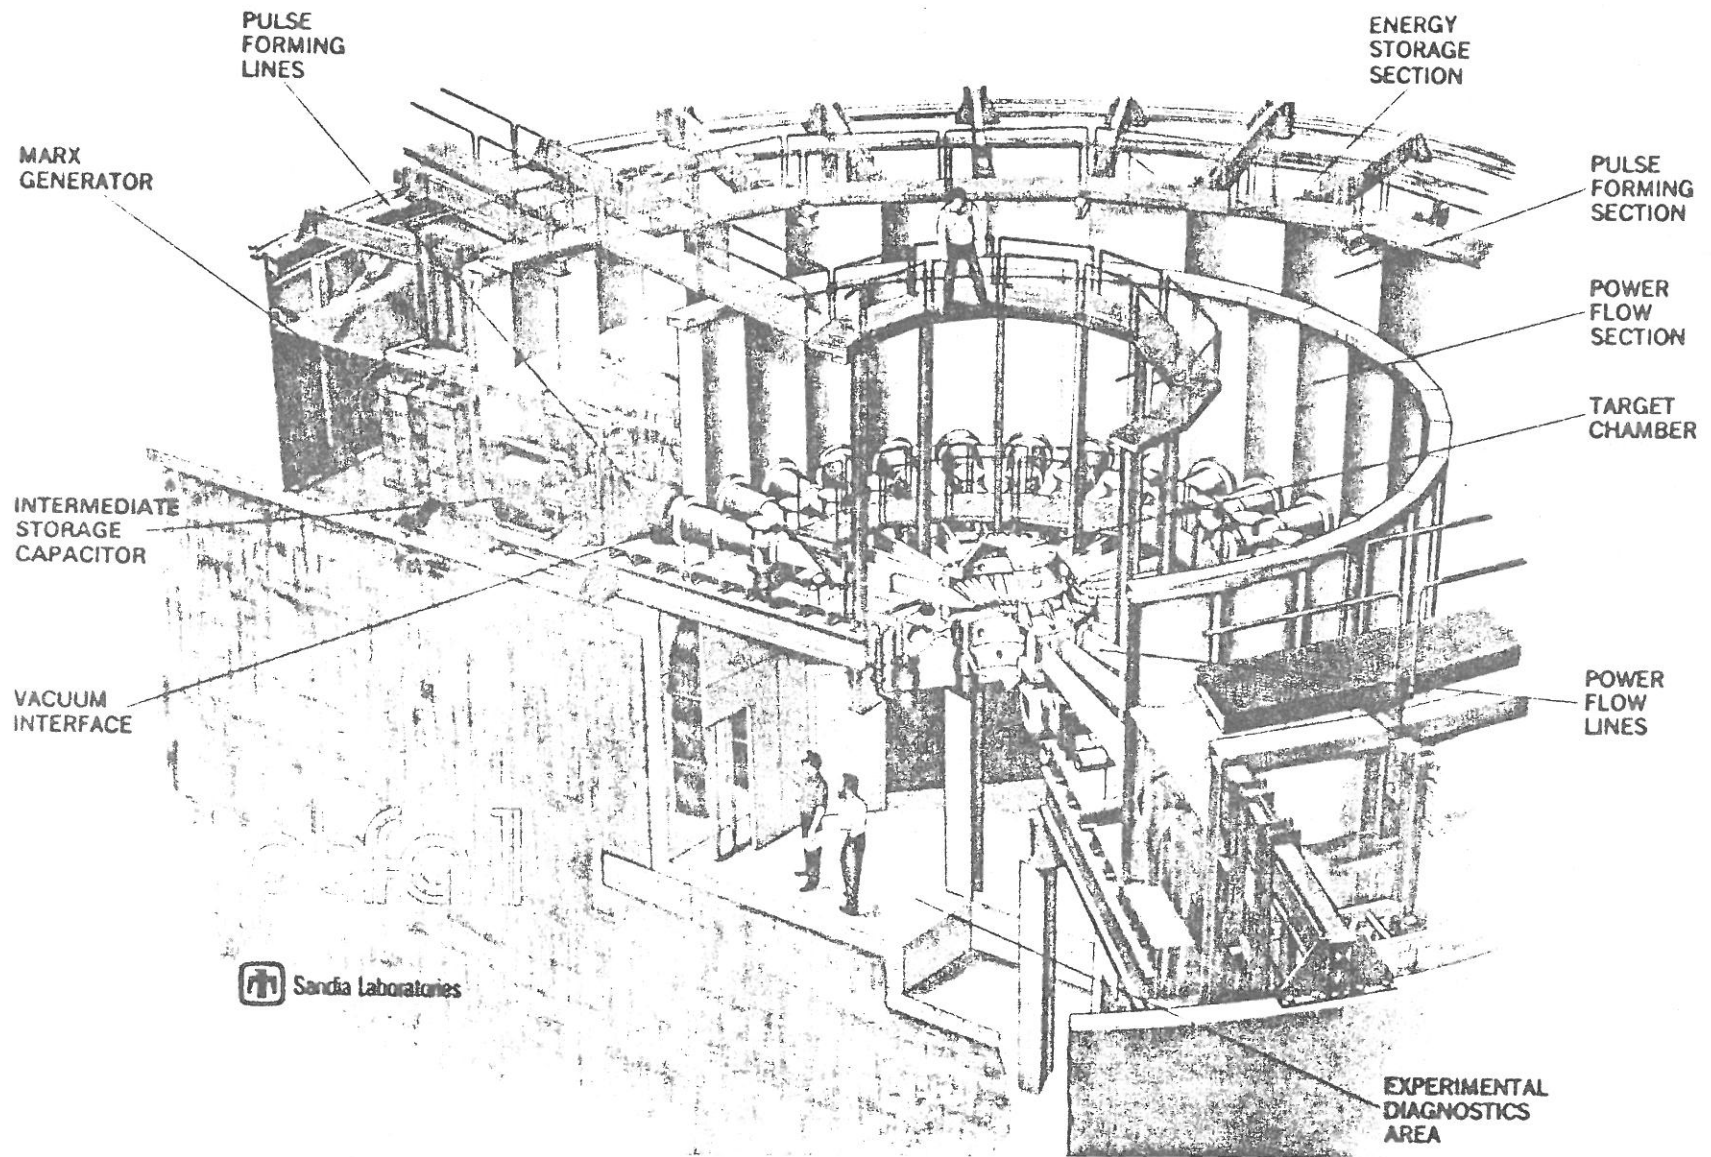 PULSE
FORMING
LINES
ENERGY
STORAGE
SECTION
MARX
GENERATOR
PULSE
FORMING
SECTION
POWER
FLOW
SECTION
TARGET
CHAMBER
INTERMEDIATE
STORAGE
CAPACITOR
VACUUM
INTERFACE
POWER
FLOW
LINES
Sandia Laboratories
EXPERIMENTAL
DIAGNOSTICS
AREA